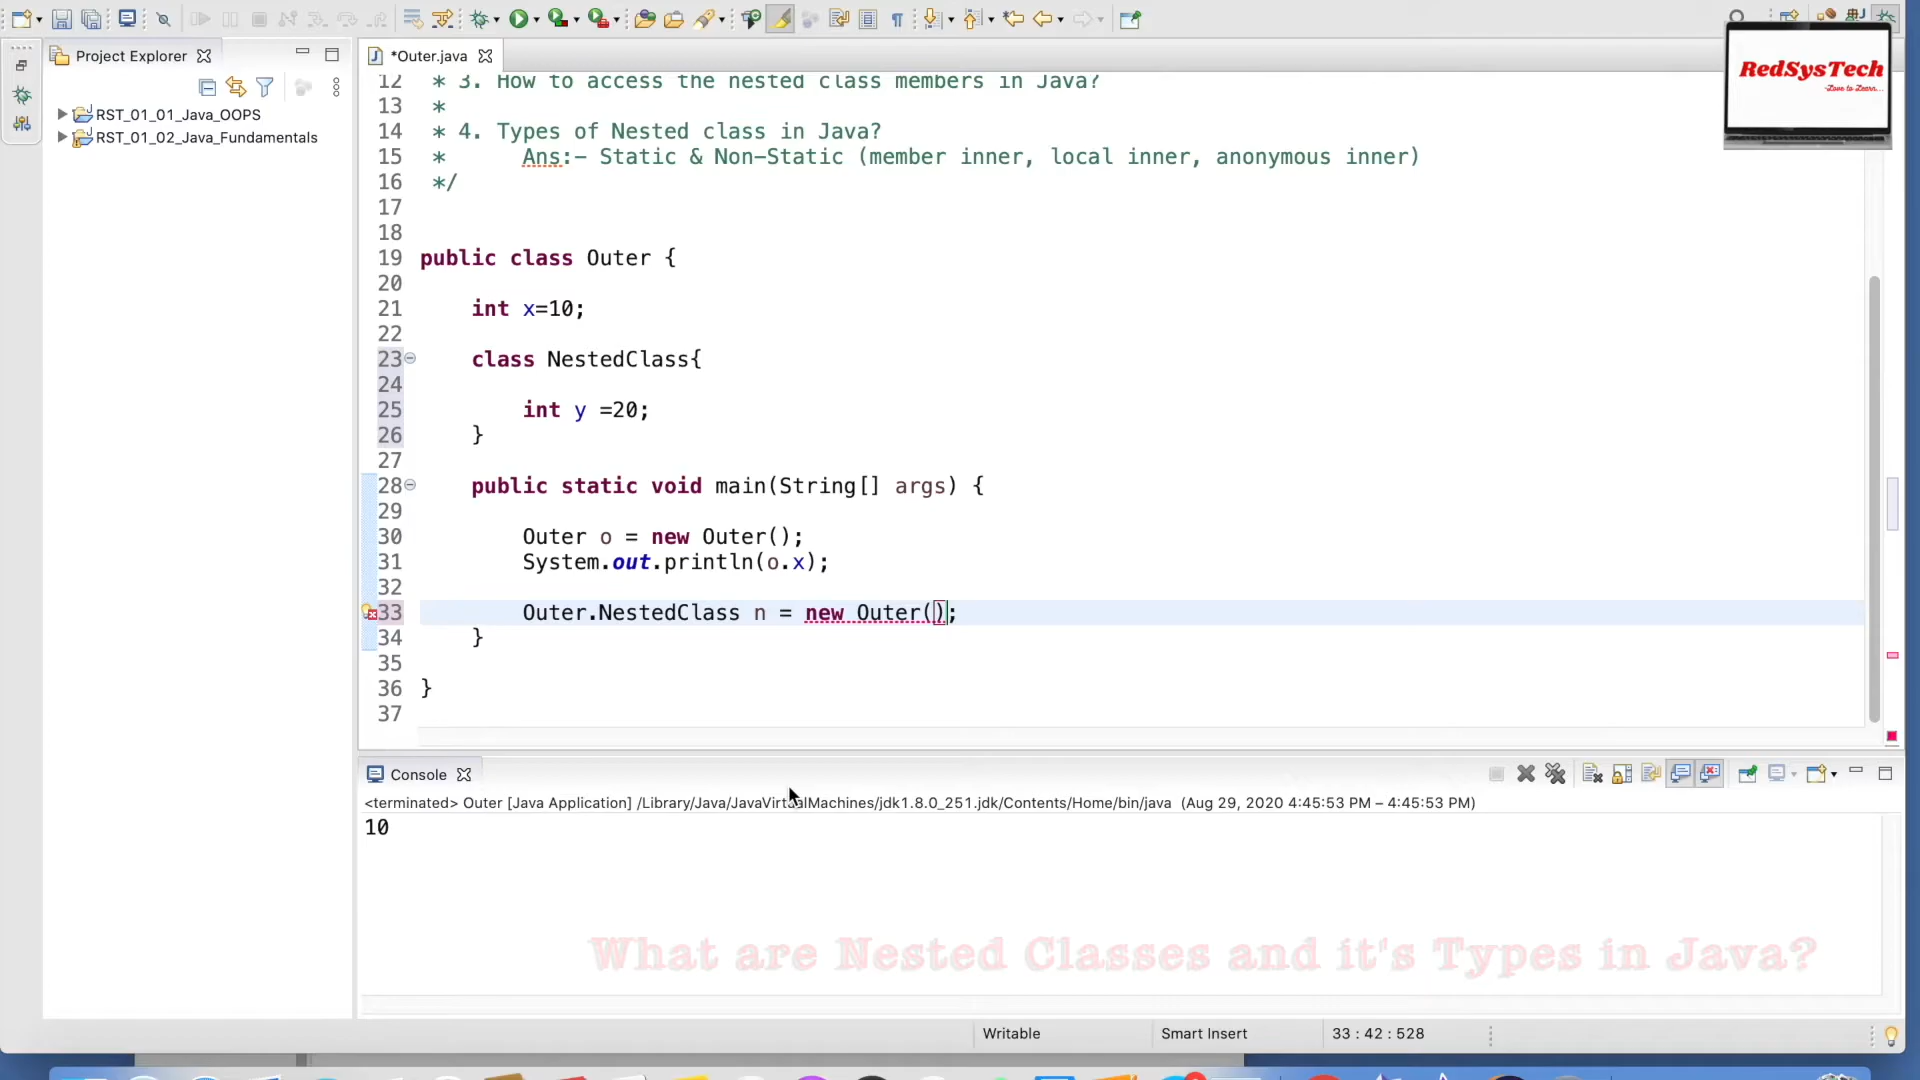 Project Explorer
*Outer.java
RedSysTech
-Love to Learn...
RST_01_01_Java_OOPS
RST_01_02_Java_Fundamentals
12 * 3. How to access the nested class members in Java?
13 *
14 * 4. Types of Nested class in Java?
15 * Ans:- Static & Non-Static (member inner, local inner, anonymous inner)
16 */
17
18
19 public class Outer {
20
21 int x=10;
22
23 class NestedClass{
24
25 int y =20;
26 }
27
28 public static void main(String[] args) {
29
30 Outer o = new Outer();
31 System.out.println(o.x);
32
33 Outer.NestedClass n = new Outer();
34 }
35
36 }
37
Console
<terminated> Outer [Java Application] /Library/Java/JavaVirtualMachines/jdk1.8.0_251.jdk/Contents/Home/bin/java (Aug 29, 2020 4:45:53 PM – 4:45:53 PM)
10
What are Nested Classes and it's Types in Java?
Writable
Smart Insert
33 : 42 : 528